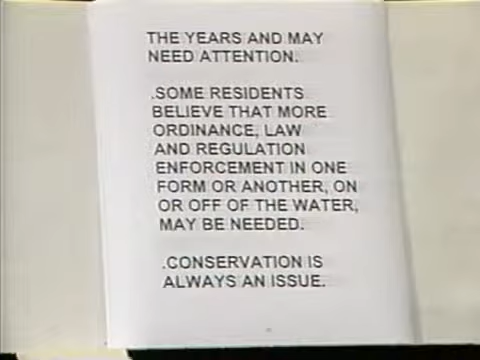 THE YEARS AND MAY
NEED ATTENTION.
.SOME RESIDENTS
BELIEVE THAT MORE
ORDINANCE, LAW
AND REGULATION
ENFORCEMENT IN ONE
FORM OR ANOTHER, ON
OR OFF OF THE WATER,
MAY BE NEEDED.
.CONSERVATION IS
ALWAYS AN ISSUE.